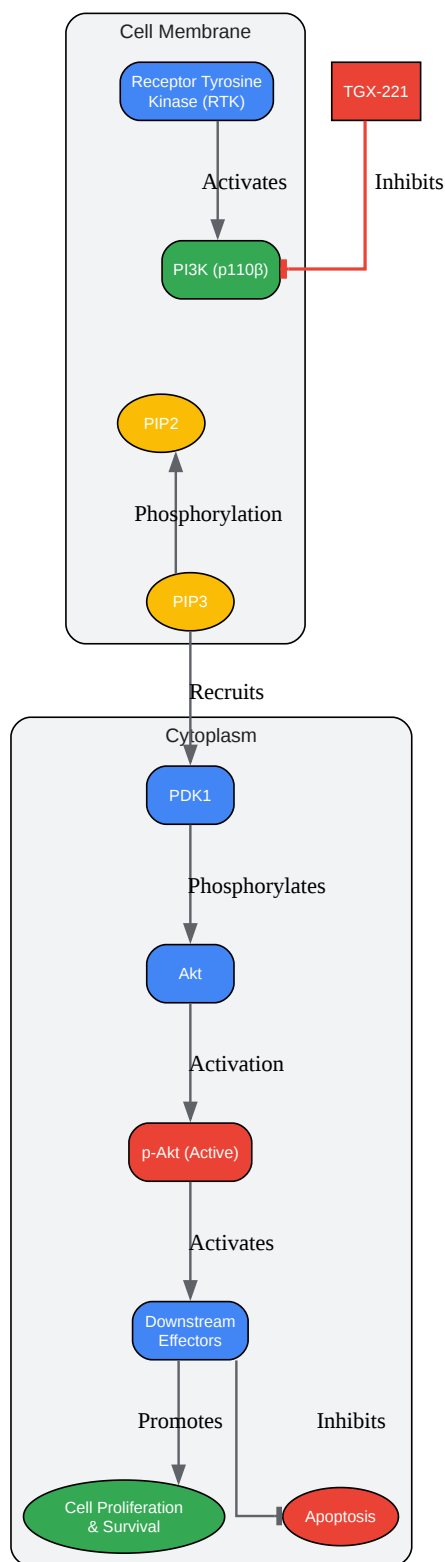 Cell Membrane
Receptor Tyrosine
Kinase (RTK)
TGX-221
Activates
Inhibits
PI3K (p110β)
PIP2
Phosphorylation
PIP3
Recruits
Cytoplasm
PDK1
Phosphorylates
Akt
Activation
p-Akt (Active)
Activates
Downstream
Effectors
Promotes
Inhibits
Cell Proliferation
& Survival
Apoptosis